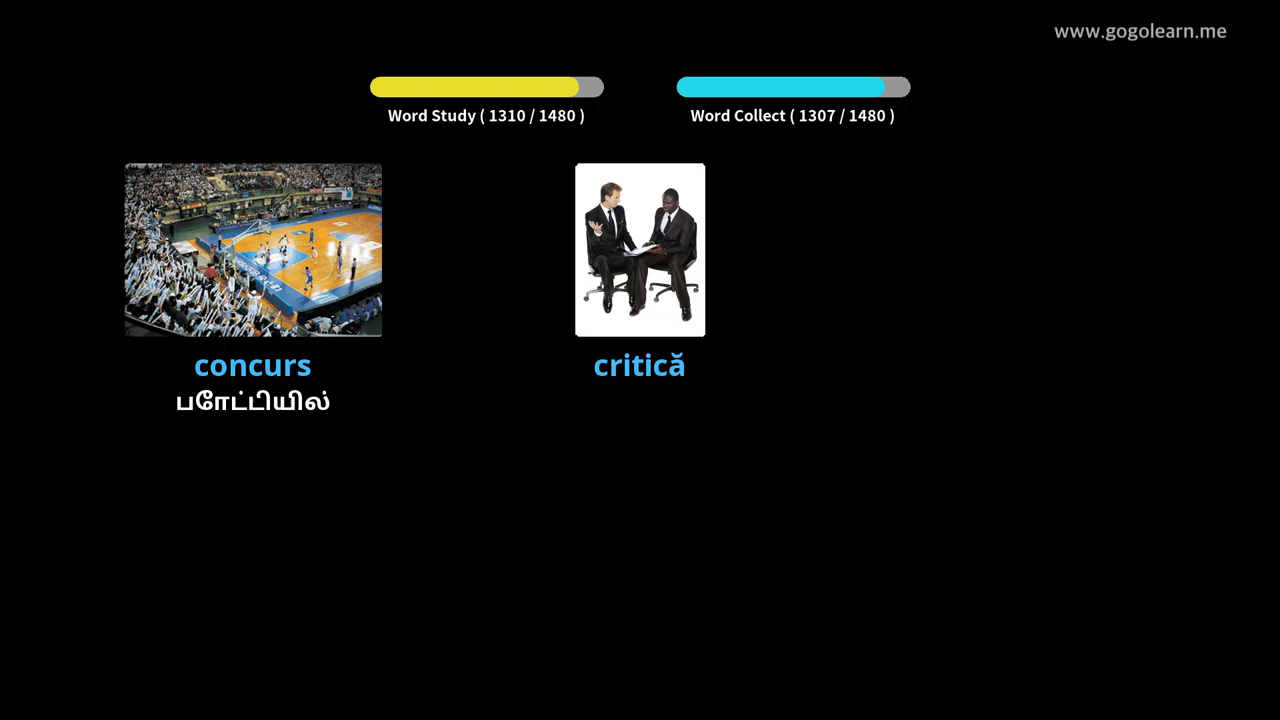 www.gogolearn.me
Word Study ( 1310 / 1480 )
Word Collect ( 1307 / 1480 )
concurs
போட்டியில்
critică